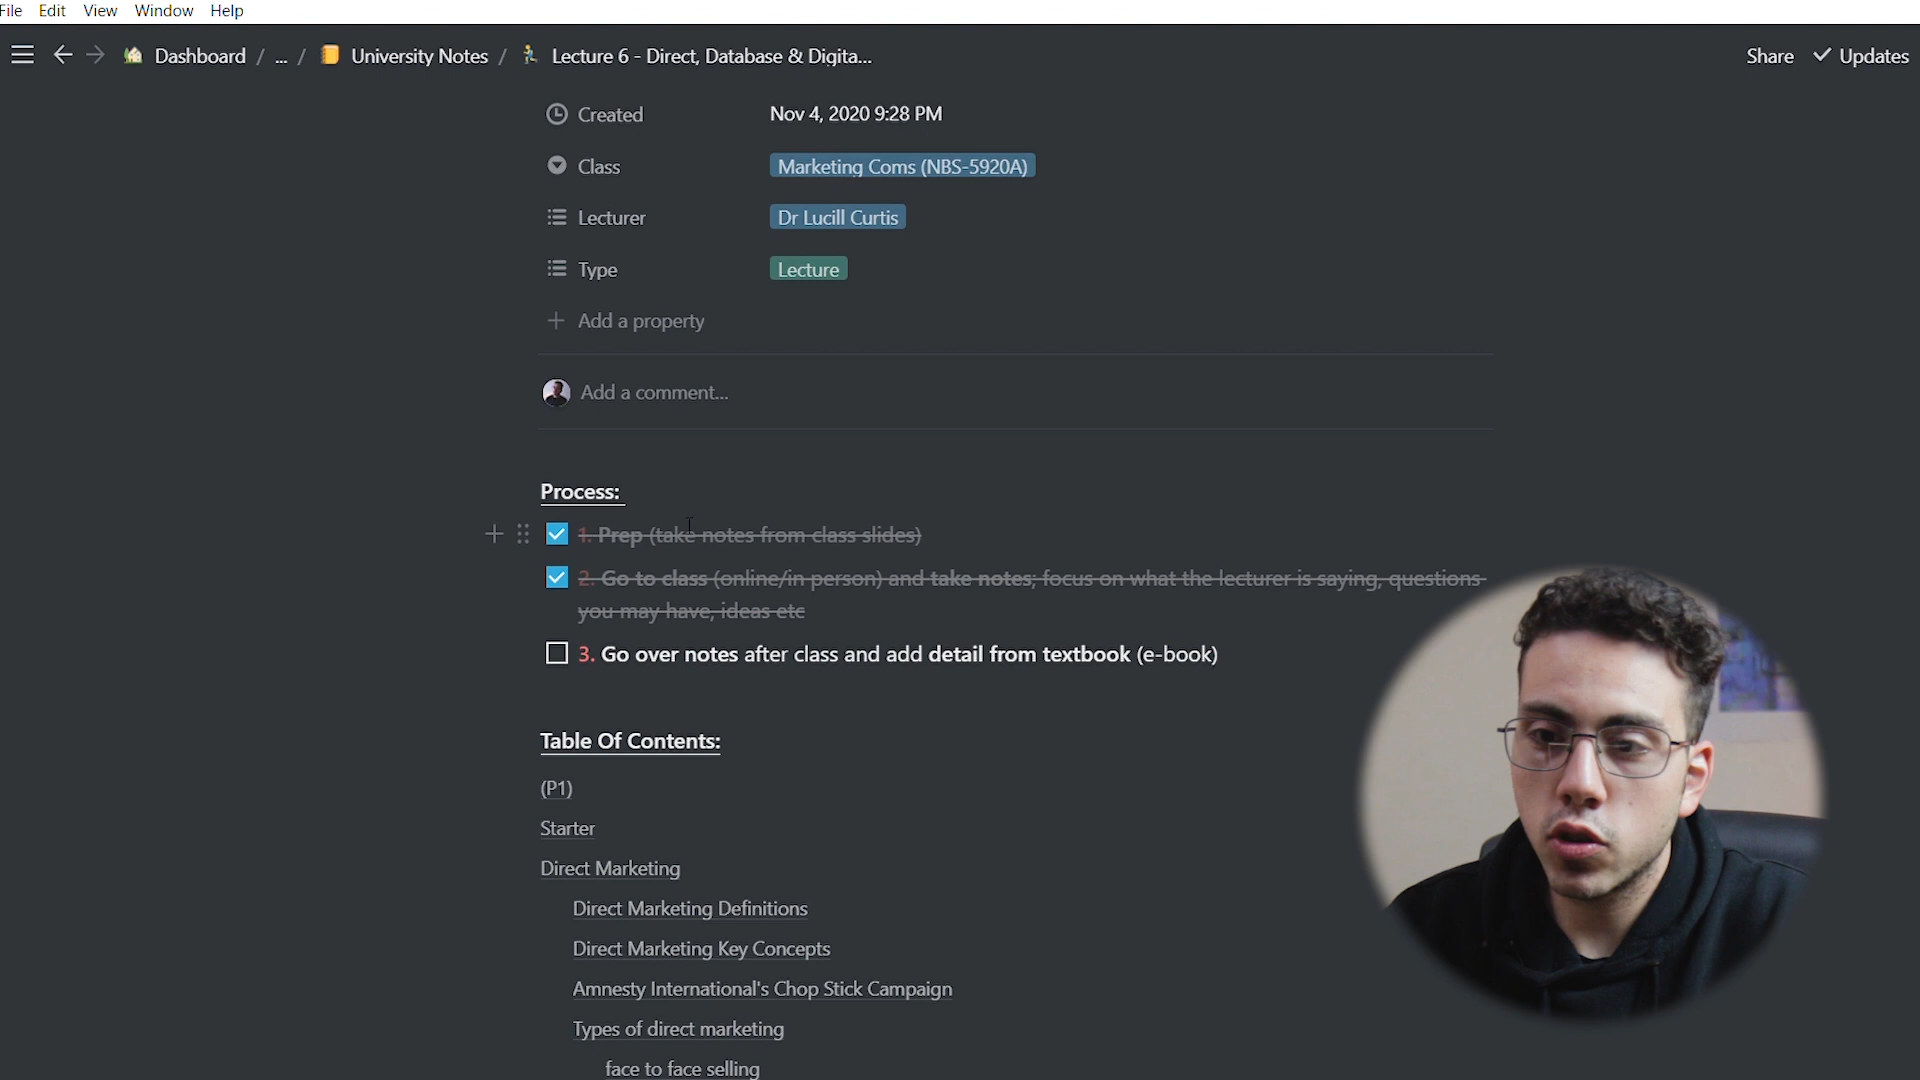 File Edit View Window Help
Dashboard / ... / University Notes / Lecture 6 - Direct, Database & Digita...
Share Updates
Created Nov 4, 2020 9:28 PM
Class Marketing Coms (NBS-5920A)
Lecturer Dr Lucill Curtis
Type Lecture
Add a property
Add a comment...
Process:
1. Prep (take notes from class slides)
2. Go to class (online/in person) and take notes; focus on what the lecturer is saying, questions
you may have, ideas etc
3. Go over notes after class and add detail from textbook (e-book)
Table Of Contents:
(P1)
Starter
Direct Marketing
Direct Marketing Definitions
Direct Marketing Key Concepts
Amnesty International's Chop Stick Campaign
Types of direct marketing
face to face selling